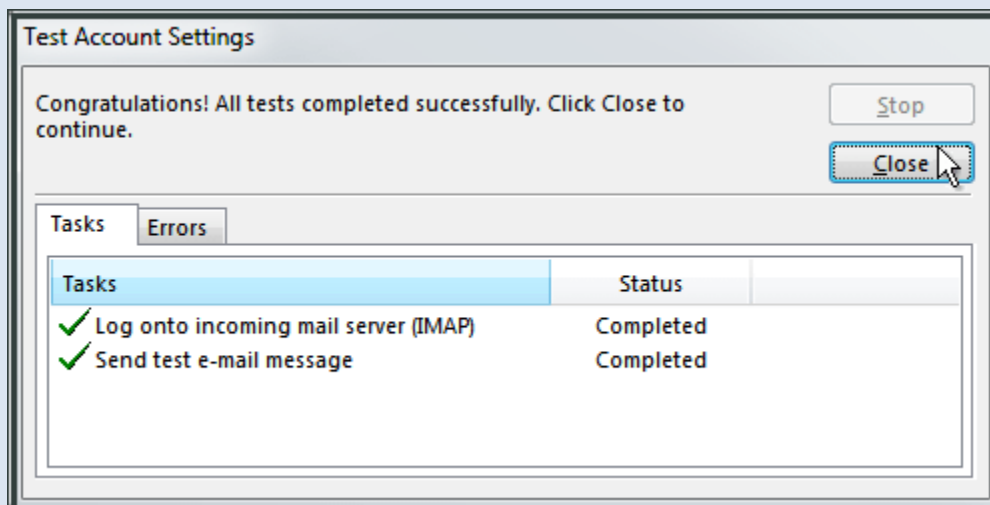 Test Account Settings
Congratulations! All tests completed successfully. Click Close to
continue.
Stop
Close
Tasks Errors
Tasks Status
Log onto incoming mail server (IMAP) Completed
Send test e-mail message Completed